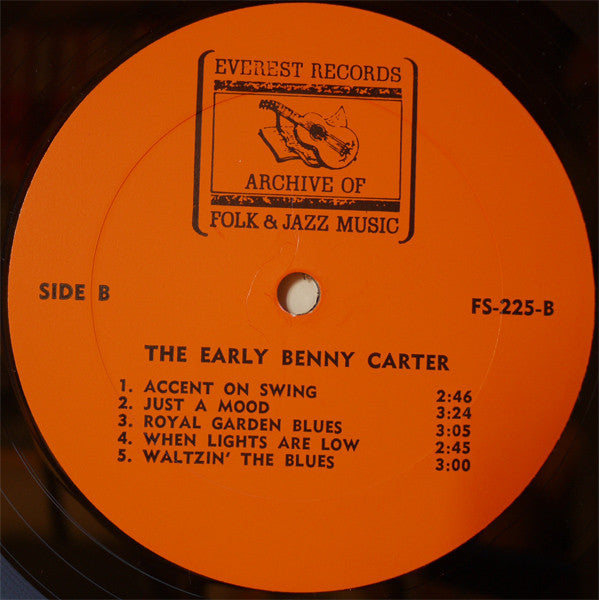 EVEREST RECORDS
ARCHIVE OF
FOLK & JAZZ MUSIC
SIDE B
FS-225-B
THE EARLY BENNY CARTER
1. ACCENT ON SWING 2:46
2. JUST A MOOD 3:24
3. ROYAL GARDEN BLUES 3:05
4. WHEN LIGHTS ARE LOW 2:45
5. WALTZIN' THE BLUES 3:00